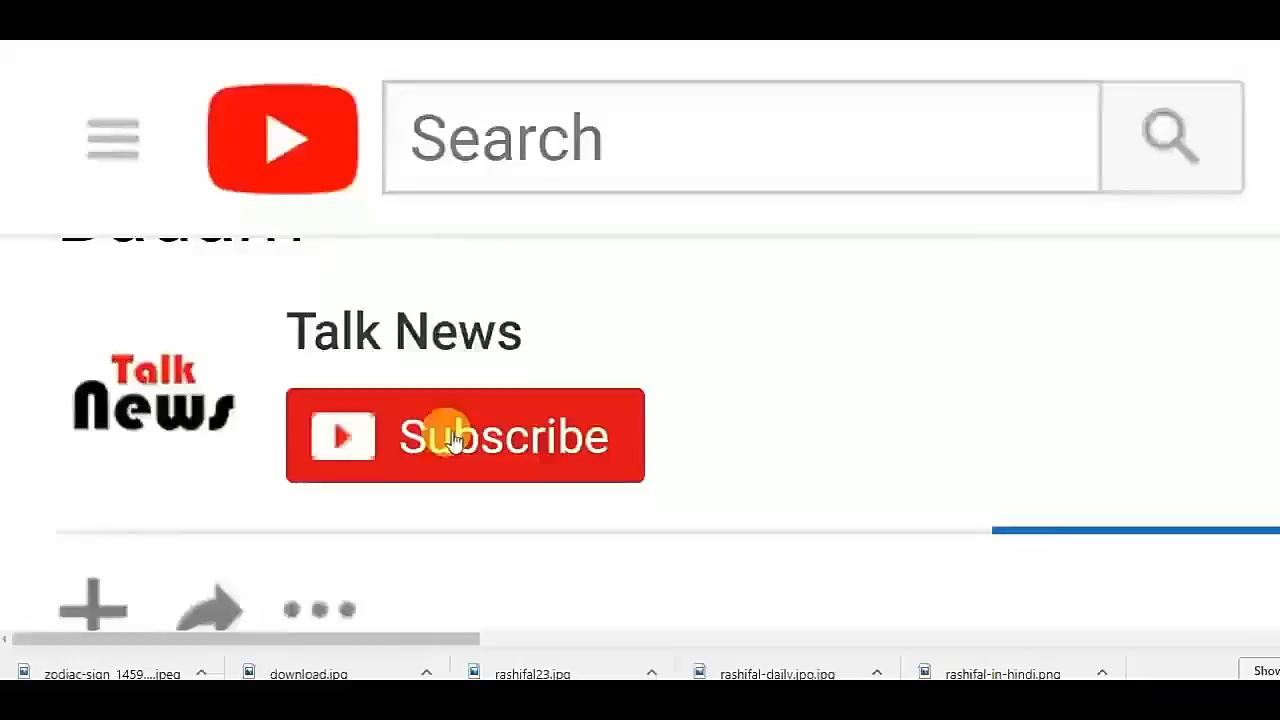 Search
Talk News
Talk
News
Subscribe
zodiac-sign_1459....jpeg
download.jpg
rashifal23.jpg
rashifal-daily.jpg.jpg
rashifal-in-hindi.png
Show